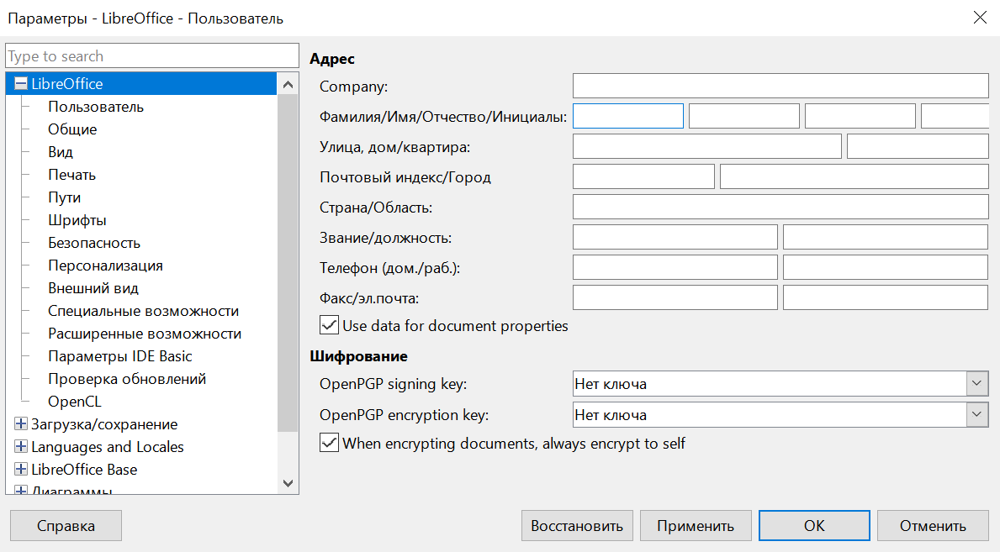 Параметры - LibreOffice - Пользователь
Type to search
LibreOffice
Пользователь
Общие
Вид
Печать
Пути
Шрифты
Безопасность
Персонализация
Внешний вид
Специальные возможности
Расширенные возможности
Параметры IDE Basic
Проверка обновлений
OpenCL
Загрузка/сохранение
Languages and Locales
LibreOffice Base
Диаграммы
Адрес
Company:
Фамилия/Имя/Отчество/Инициалы:
Улица, дом/квартира:
Почтовый индекс/Город
Страна/Область:
Звание/должность:
Телефон (дом./раб.):
Факс/эл.почта:
Use data for document properties
Шифрование
OpenPGP signing key: Нет ключа
OpenPGP encryption key: Нет ключа
When encrypting documents, always encrypt to self
Справка Восстановить Применить OK Отменить